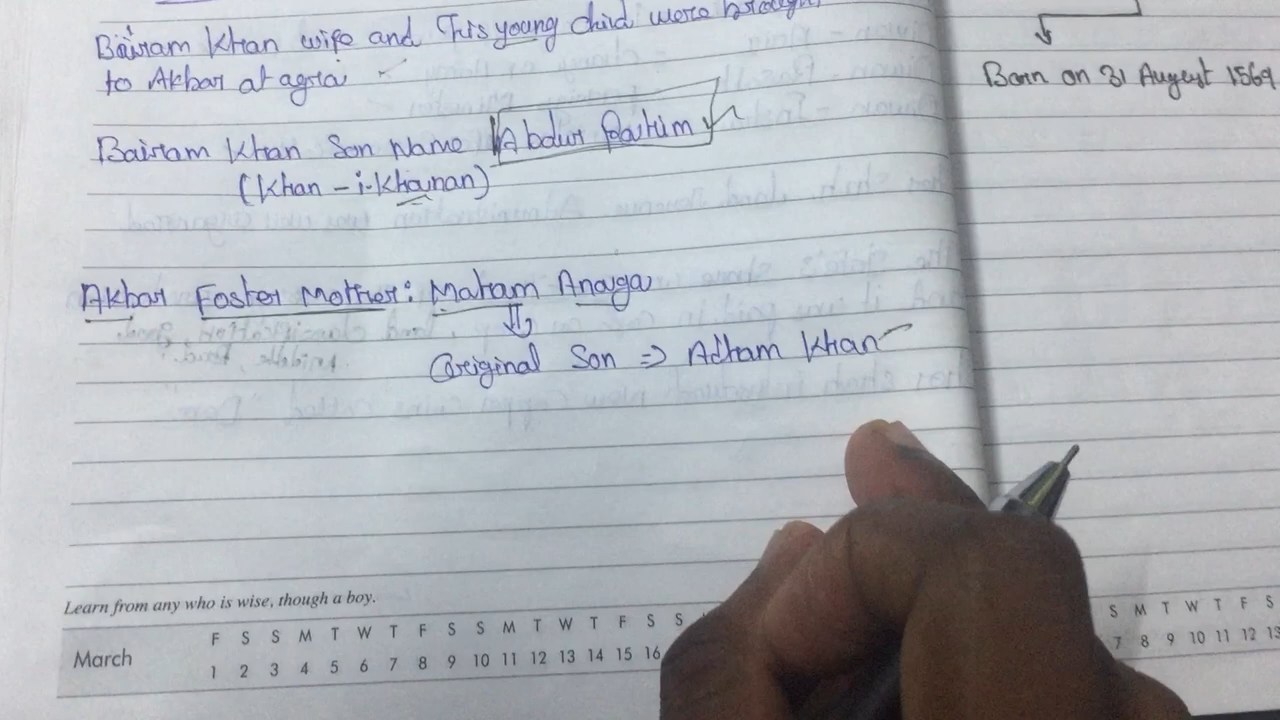 Bairam Khan wife and This young child were brought
to Akbar at agra
Bairam Khan Son Name Abdur Rahim
(Khan-i-Khanan)
Akbar Foster Mother: Maham Anaga
Original Son => Adham Khan
Born on 31 August 1569
Learn from any who is wise, though a boy.
March
F S S M T W T F S S M T W T F S S
1 2 3 4 5 6 7 8 9 10 11 12 13 14 15 16
S M T W T F S
7 8 9 10 11 12 13